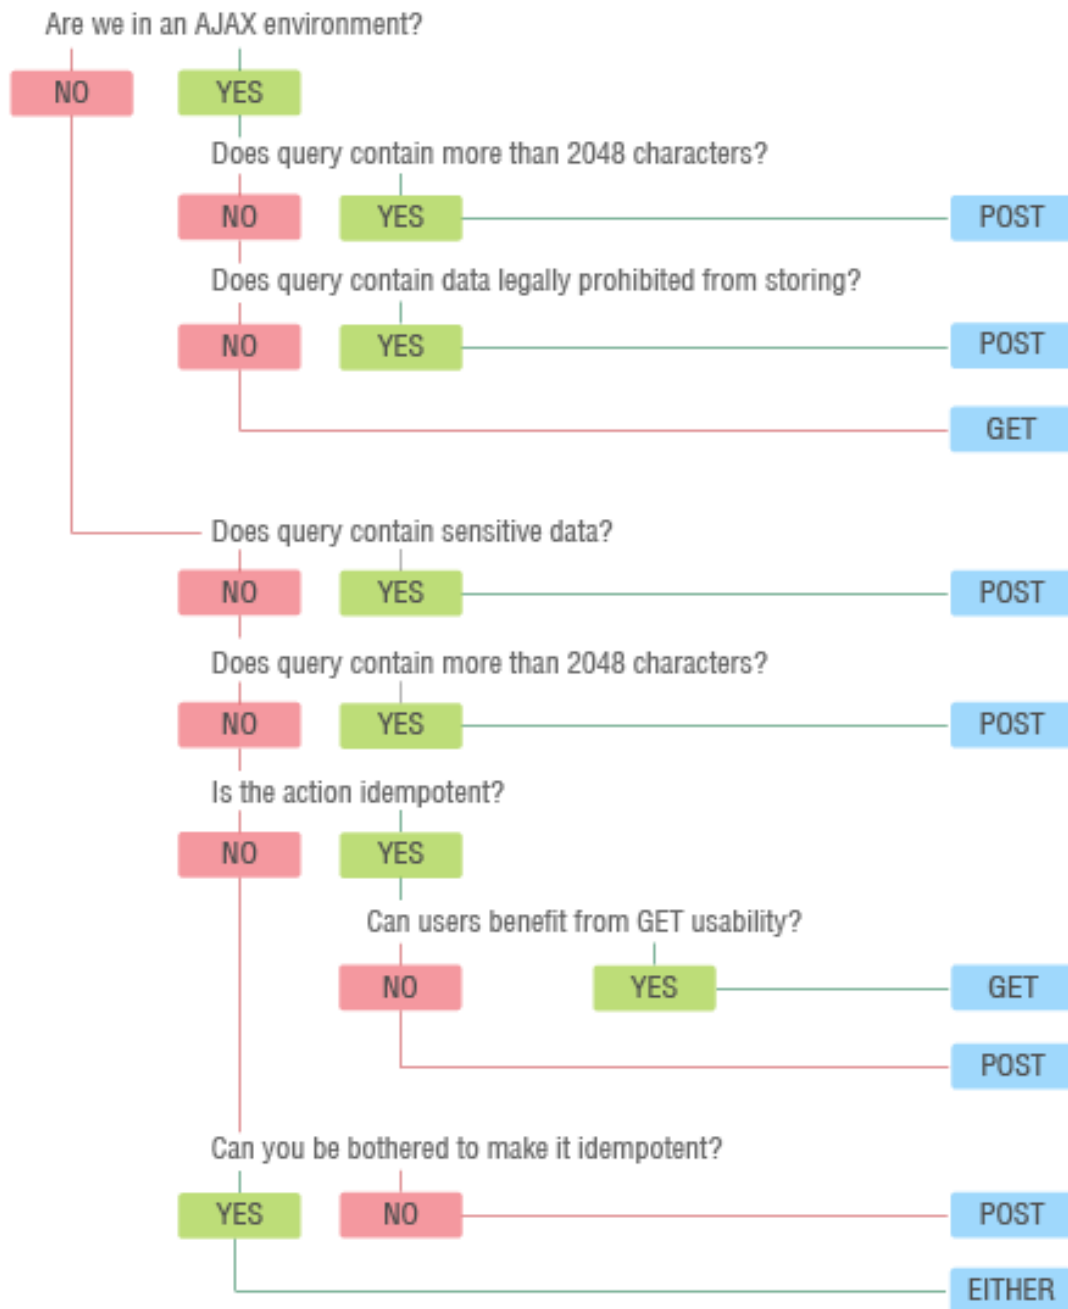 Are we in an AJAX environment?
NO YES
Does query contain more than 2048 characters?
NO YES POST
Does query contain data legally prohibited from storing?
NO YES POST
GET
Does query contain sensitive data?
NO YES POST
Does query contain more than 2048 characters?
NO YES POST
Is the action idempotent?
NO YES
Can users benefit from GET usability?
NO YES GET
POST
Can you be bothered to make it idempotent?
YES NO POST
EITHER